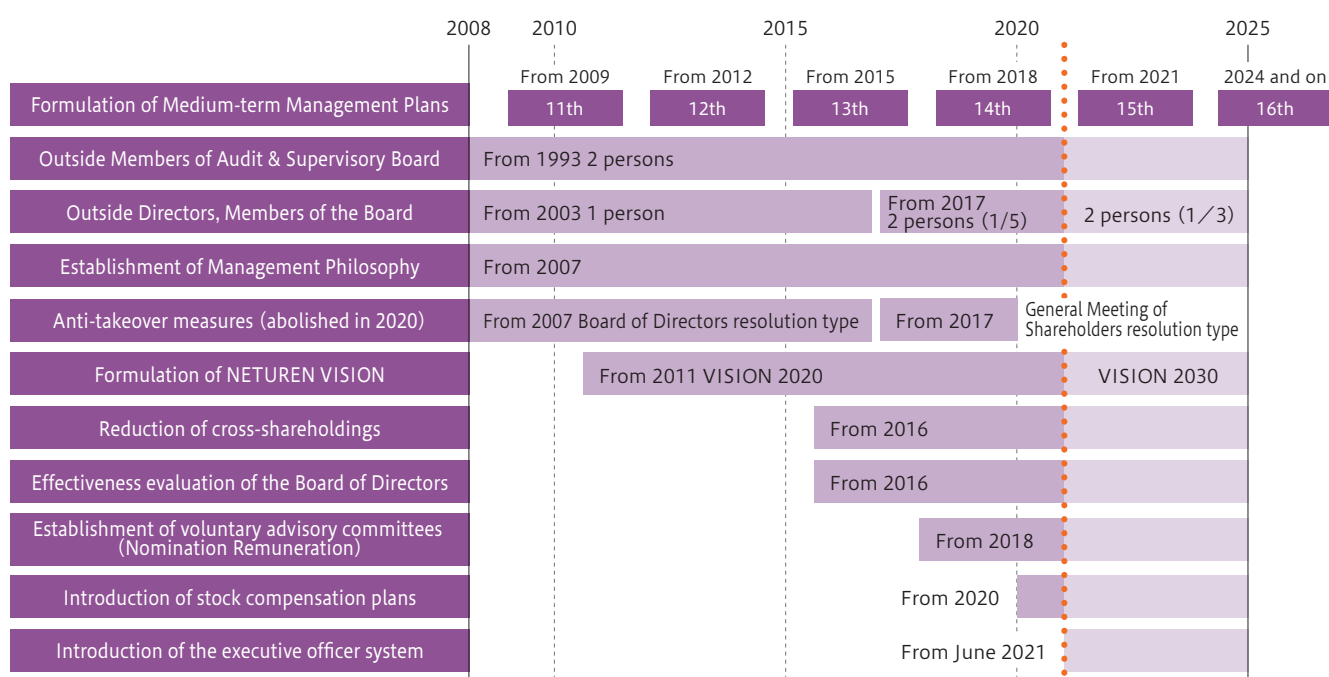 2008 2010 2015 2020 2025
From 2009 From 2012 From 2015 From 2018 From 2021 2024 and on
Formulation of Medium-term Management Plans 11th 12th 13th 14th 15th 16th
Outside Members of Audit & Supervisory Board From 1993 2 persons
Outside Directors, Members of the Board From 2003 1 person From 2017 2 persons (1/3)
2 persons (1/5)
Establishment of Management Philosophy From 2007
Anti-takeover measures (abolished in 2020) From 2007 Board of Directors resolution type From 2017 General Meeting of
Shareholders resolution type
Formulation of NETUREN VISION From 2011 VISION 2020 VISION 2030
Reduction of cross-shareholdings From 2016
Effectiveness evaluation of the Board of Directors From 2016
Establishment of voluntary advisory committees
(Nomination Remuneration) From 2018
Introduction of stock compensation plans From 2020
Introduction of the executive officer system From June 2021